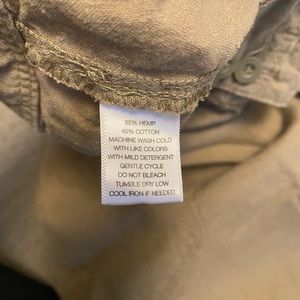 55% HEMP
45% COTTON
MACHINE WASH COLD
WITH LIKE COLORS
WITH MILD DETERGENT
GENTLE CYCLE
DO NOT BLEACH
TUMBLE DRY LOW
COOL IRON IF NEEDED